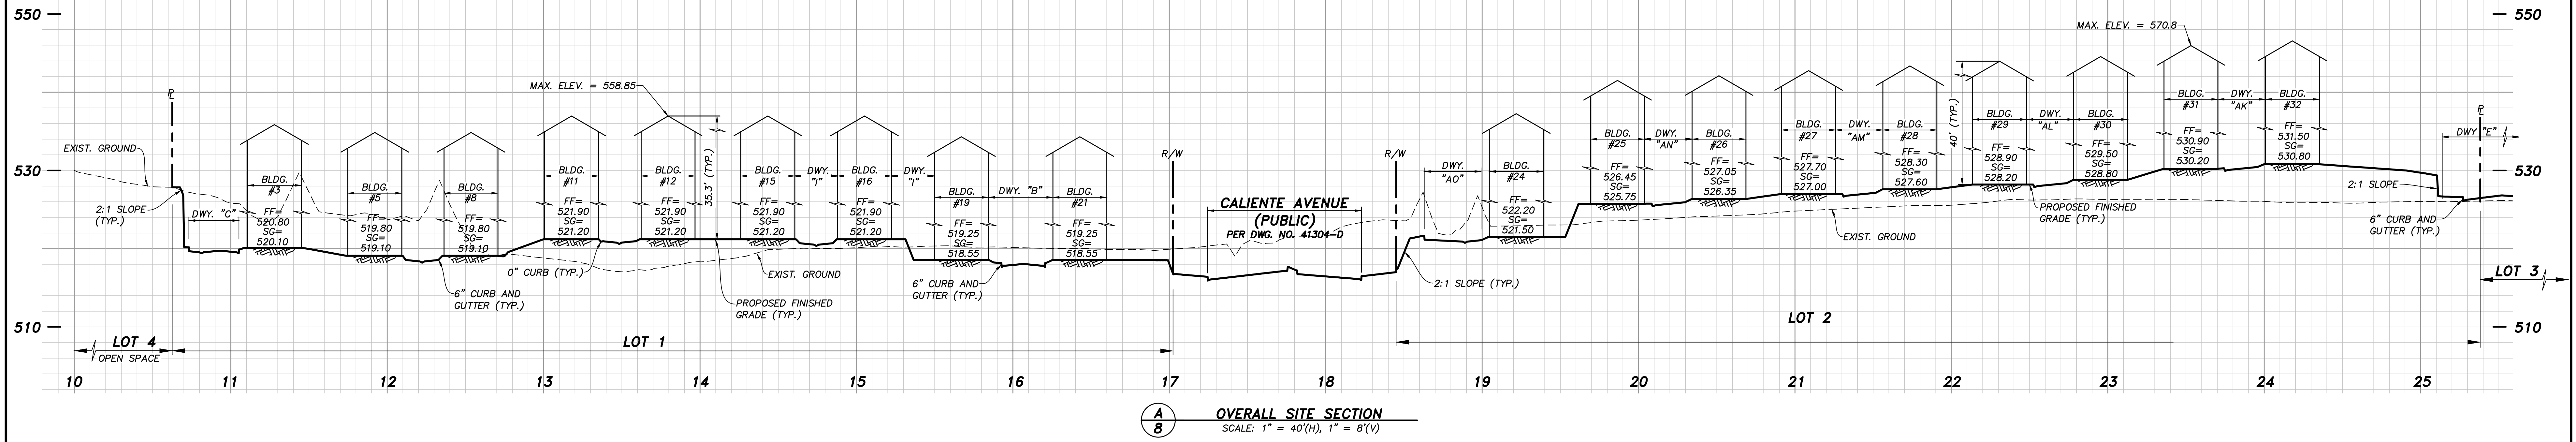 550
550
MAX. ELEV. = 570.8
MAX. ELEV. = 558.85
530
530
510
510
EXIST. GROUND
PL
2:1 SLOPE
(TYP.)
DWY. "C"
BLDG.
#3
FF=
520.80
SG=
520.10
BLDG.
#5
FF=
519.80
SG=
519.10
BLDG.
#8
FF=
519.80
SG=
519.10
6" CURB AND
GUTTER (TYP.)
BLDG.
#11
FF=
521.90
SG=
521.20
0" CURB (TYP.)
BLDG.
#12
FF=
521.90
SG=
521.20
35.3' (TYP.)
PROPOSED FINISHED
GRADE (TYP.)
BLDG.
#15
FF=
521.90
SG=
521.20
EXIST. GROUND
DWY.
"I"
BLDG.
#16
FF=
521.90
SG=
521.20
DWY.
"I"
BLDG.
#19
FF=
519.25
SG=
518.55
DWY. "B"
6" CURB AND
GUTTER (TYP.)
BLDG.
#21
FF=
519.25
SG=
518.55
R/W
CALIENTE AVENUE
(PUBLIC)
PER DWG. NO. 41304-D
R/W
2:1 SLOPE (TYP.)
DWY.
"AO"
BLDG.
#24
FF=
522.20
SG=
521.50
BLDG.
#25
FF=
526.45
SG=
525.75
DWY.
"AN"
BLDG.
#26
FF=
527.05
SG=
526.35
BLDG.
#27
FF=
527.70
SG=
527.00
DWY.
"AM"
EXIST. GROUND
BLDG.
#28
FF=
528.30
SG=
527.60
40' (TYP.)
BLDG.
#29
FF=
528.90
SG=
528.20
DWY.
"AL"
PROPOSED FINISHED
GRADE (TYP.)
BLDG.
#30
FF=
529.50
SG=
528.80
BLDG.
#31
FF=
530.90
SG=
530.20
DWY.
"AK"
BLDG.
#32
FF=
531.50
SG=
530.80
2:1 SLOPE
DWY "E"
PL
6" CURB AND
GUTTER (TYP.)
LOT 4
OPEN SPACE
LOT 1
LOT 2
LOT 3
10 11 12 13 14 15 16 17 18 19 20 21 22 23 24 25
A
8
OVERALL SITE SECTION
SCALE: 1" = 40'(H), 1" = 8'(V)